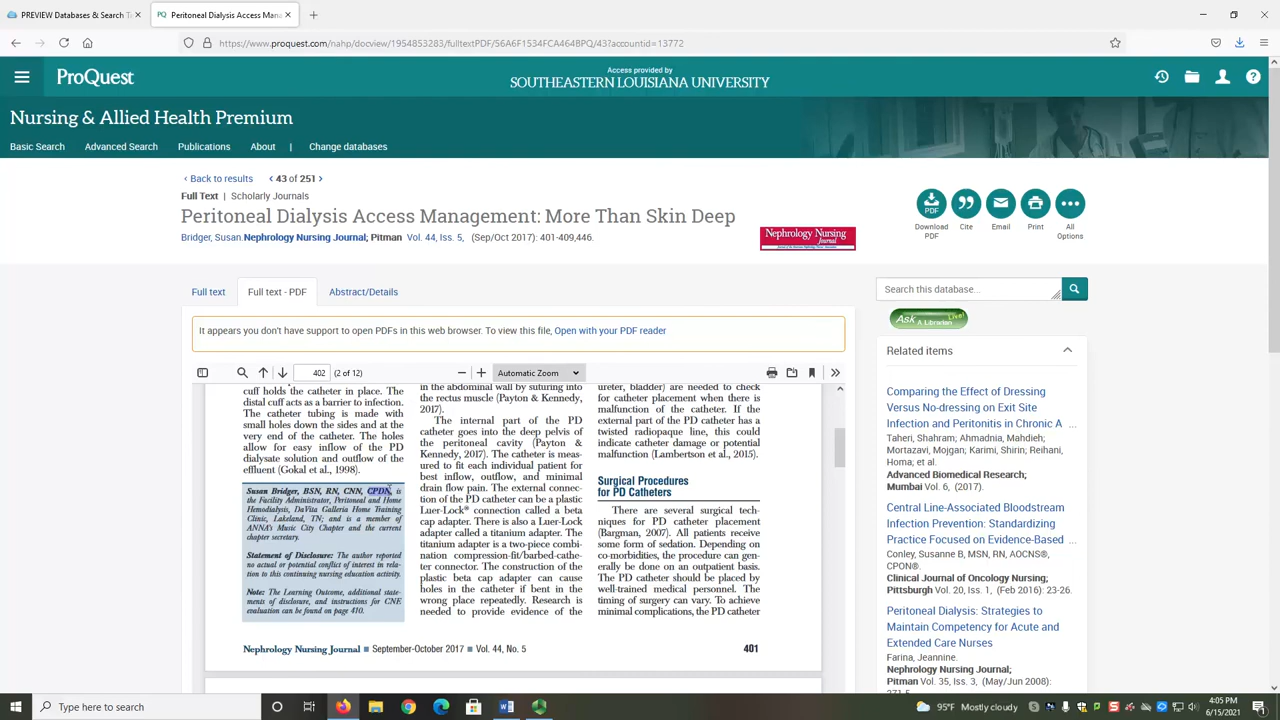 PREVIEW Databases & Search Ti
Peritoneal Dialysis Access Mana
https://www.proquest.com/nahp/docview/1954853283/fulltextPDF/56A6F1534FCA464BPQ/43?accountid=13772
ProQuest
Access provided by
SOUTHEASTERN LOUISIANA UNIVERSITY
Nursing & Allied Health Premium
Basic Search Advanced Search Publications About | Change databases
‹ Back to results ‹ 43 of 251 ›
Full Text | Scholarly Journals
Peritoneal Dialysis Access Management: More Than Skin Deep
Bridger, Susan. Nephrology Nursing Journal; Pitman Vol. 44, Iss. 5, (Sep/Oct 2017): 401-409,446.
Download PDF
Cite
Email
Print
All Options
Nephrology Nursing Journal
Full text Full text - PDF Abstract/Details
It appears you don't have support to open PDFs in this web browser. To view this file, Open with your PDF reader
402 (2 of 12) Automatic Zoom
cuff holds the catheter in place. The
distal cuff acts as a barrier to infection.
The catheter tubing is made with
small holes down the sides and at the
very end of the catheter. The holes
allow for easy inflow of the PD
dialysate solution and outflow of the
effluent (Gokal et al., 1998).
Susan Bridger, BSN, RN, CNN, CPDN, is
the Facility Administrator, Peritoneal and Home
Hemodialysis, DaVita Galleria Home Training
Clinic, Lakeland, TN; and is a member of
ANNA's Music City Chapter and the current
chapter secretary.
Statement of Disclosure: The author reported
no actual or potential conflict of interest in rela-
tion to this continuing nursing education activity.
Note: The Learning Outcome, additional state-
ments of disclosure, and instructions for CNE
evaluation can be found on page 410.
in the abdominal wall by suturing into
the rectus muscle (Payton & Kennedy,
2017).
The internal part of the PD
catheter goes into the deep pelvis of
the peritoneal cavity (Payton &
Kennedy, 2017). The catheter is meas-
ured to fit each individual patient for
best inflow, outflow, and minimal
drain flow pain. The external connec-
tion of the PD catheter can be a plastic
Luer-Lock® connection called a beta
cap adapter. There is also a Luer-Lock
adapter called a titanium adapter. The
titanium adapter is a two-piece combi-
nation compression-fit/barbed-cathe-
ter connector. The construction of the
plastic beta cap adapter can cause
holes in the catheter if bent in the
wrong place repeatedly. Research is
needed to provide evidence of the
ureter, bladder) are needed to check
for catheter placement when there is
malfunction of the catheter. If the
external part of the PD catheter has a
twisted radiopaque line, this could
indicate catheter damage or potential
malfunction (Lambertson et al., 2015).
Surgical Procedures
for PD Catheters
There are several surgical tech-
niques for PD catheter placement
(Bargman, 2007). All patients receive
some form of sedation. Depending on
co-morbidities, the procedure can gen-
erally be done on an outpatient basis.
The PD catheter should be placed by
well-trained medical personnel. The
timing of surgery can vary. To achieve
minimal complications, the PD catheter
Nephrology Nursing Journal ■ September-October 2017 ■ Vol. 44, No. 5
401
Search this database...
Ask A Librarian Live!
Related items
Comparing the Effect of Dressing
Versus No-dressing on Exit Site
Infection and Peritonitis in Chronic A ...
Taheri, Shahram; Ahmadnia, Mahdieh;
Mortazavi, Mojgan; Karimi, Shirin; Reihani,
Homa; et al.
Advanced Biomedical Research;
Mumbai Vol. 6, (2017).
Central Line-Associated Bloodstream
Infection Prevention: Standardizing
Practice Focused on Evidence-Based ...
Conley, Susanne B, MSN, RN, AOCNS®,
CPON®.
Clinical Journal of Oncology Nursing;
Pittsburgh Vol. 20, Iss. 1, (Feb 2016): 23-26.
Peritoneal Dialysis: Strategies to
Maintain Competency for Acute and
Extended Care Nurses
Farina, Jeannine.
Nephrology Nursing Journal;
Pitman Vol. 35, Iss. 3, (May/Jun 2008):
271-5.
Type here to search
95°F Mostly cloudy
4:05 PM
6/15/2021